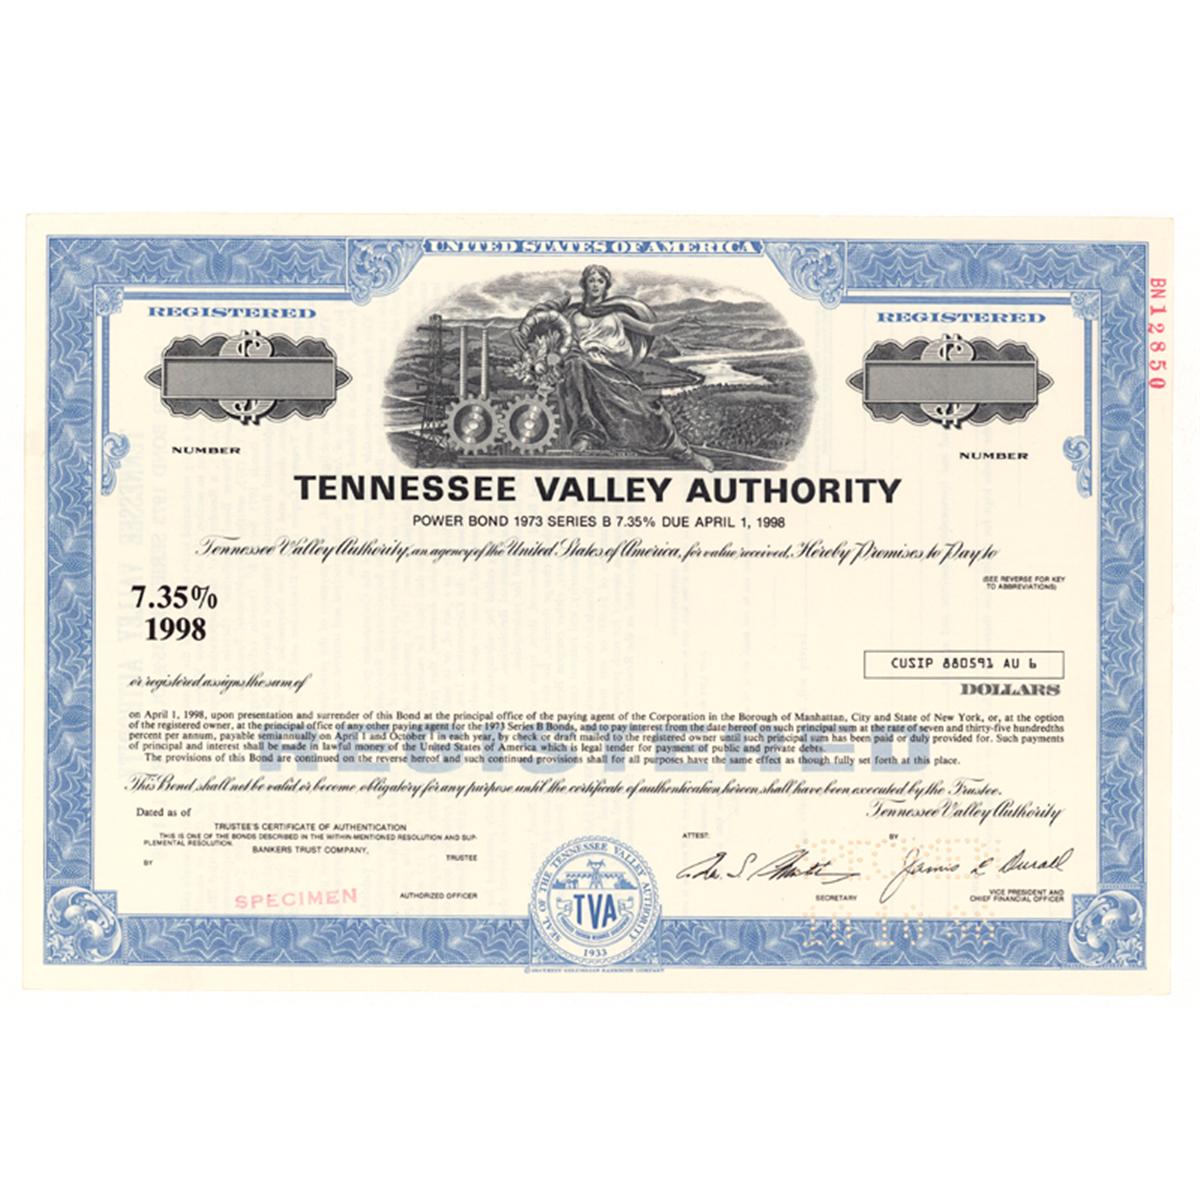 UNITED STATES OF AMERICA
REGISTERED
REGISTERED
BN12850
NUMBER
NUMBER
TENNESSEE VALLEY AUTHORITY
POWER BOND 1973 SERIES B 7.35% DUE APRIL 1, 1998
Tennessee Valley Authority, an agency of the United States of America, for value received, Hereby Promises to Pay to
(SEE REVERSE FOR KEY
TO ABBREVIATIONS)
7.35%
1998
CUSIP 880591 AU 6
or registered assigns, the sum of
DOLLARS
on April 1, 1998, upon presentation and surrender of this Bond at the principal office of the paying agent of the Corporation in the Borough of Manhattan, City and State of New York, or, at the option
of the registered owner, at the principal office of any other paying agent for the 1973 Series B Bonds, and to pay interest from the date hereof on such principal sum at the rate of seven and thirty-five hundredths
percent per annum, payable semiannually on April 1 and October 1 in each year, by check or draft mailed to the registered owner until such principal sum has been paid or duly provided for. Such payments
of principal and interest shall be made in lawful money of the United States of America which is legal tender for payment of public and private debts.
The provisions of this Bond are continued on the reverse hereof and such continued provisions shall for all purposes have the same effect as though fully set forth at this place.
REGISTERED
This Bond shall not be valid or become obligatory for any purpose until the certificate of authentication hereon shall have been executed by the Trustee.
Dated as of
Tennessee Valley Authority
TRUSTEE'S CERTIFICATE OF AUTHENTICATION
THIS IS ONE OF THE BONDS DESCRIBED IN THE WITHIN-MENTIONED RESOLUTION AND SUP-
PLEMENTAL RESOLUTION.
BANKERS TRUST COMPANY,
TRUSTEE
BY
AUTHORIZED OFFICER
SPECIMEN
SEAL OF THE TENNESSEE VALLEY AUTHORITY
TVA
1933
ATTEST:
SECRETARY
BY
James L Durall
VICE PRESIDENT AND
CHIEF FINANCIAL OFFICER
© SECURITY-COLUMBIAN BANKNOTE COMPANY